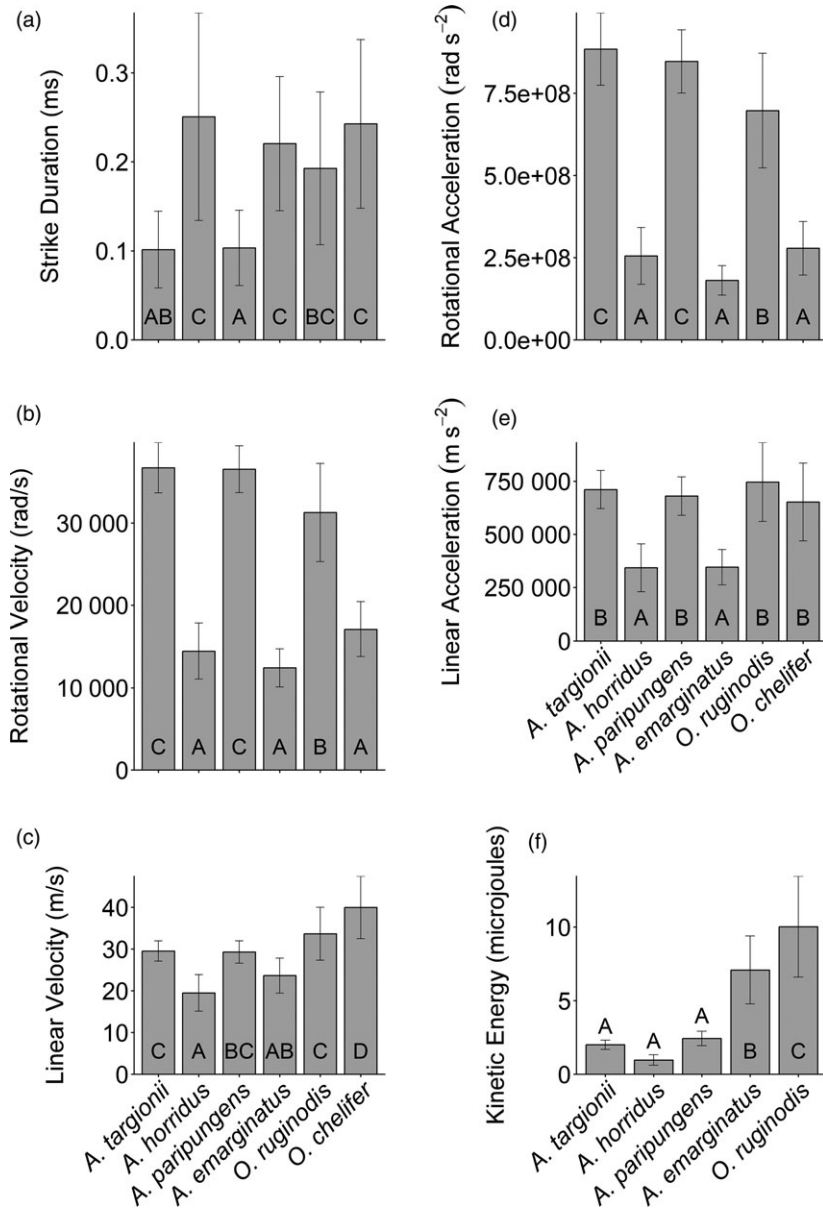 (a)
Strike Duration (ms)
0.3
0.2
0.1
0.0
AB C A C BC C
(b)
Rotational Velocity (rad/s)
30 000
20 000
10 000
0
C A C A B A
(c)
Linear Velocity (m/s)
40
30
20
10
0
C A BC AB C D
A. targionii
A. horridus
A. paripungens
A. emarginatus
O. ruginodis
O. chelifer
(d)
Rotational Acceleration (rad s⁻²)
7.5e+08
5.0e+08
2.5e+08
0.0e+00
C A C A B A
(e)
Linear Acceleration (m s⁻²)
750 000
500 000
250 000
0
B A B A B B
A. targionii
A. horridus
A. paripungens
A. emarginatus
O. ruginodis
O. chelifer
(f)
Kinetic Energy (microjoules)
10
5
0
A A A B C
A. targionii
A. horridus
A. paripungens
A. emarginatus
O. ruginodis